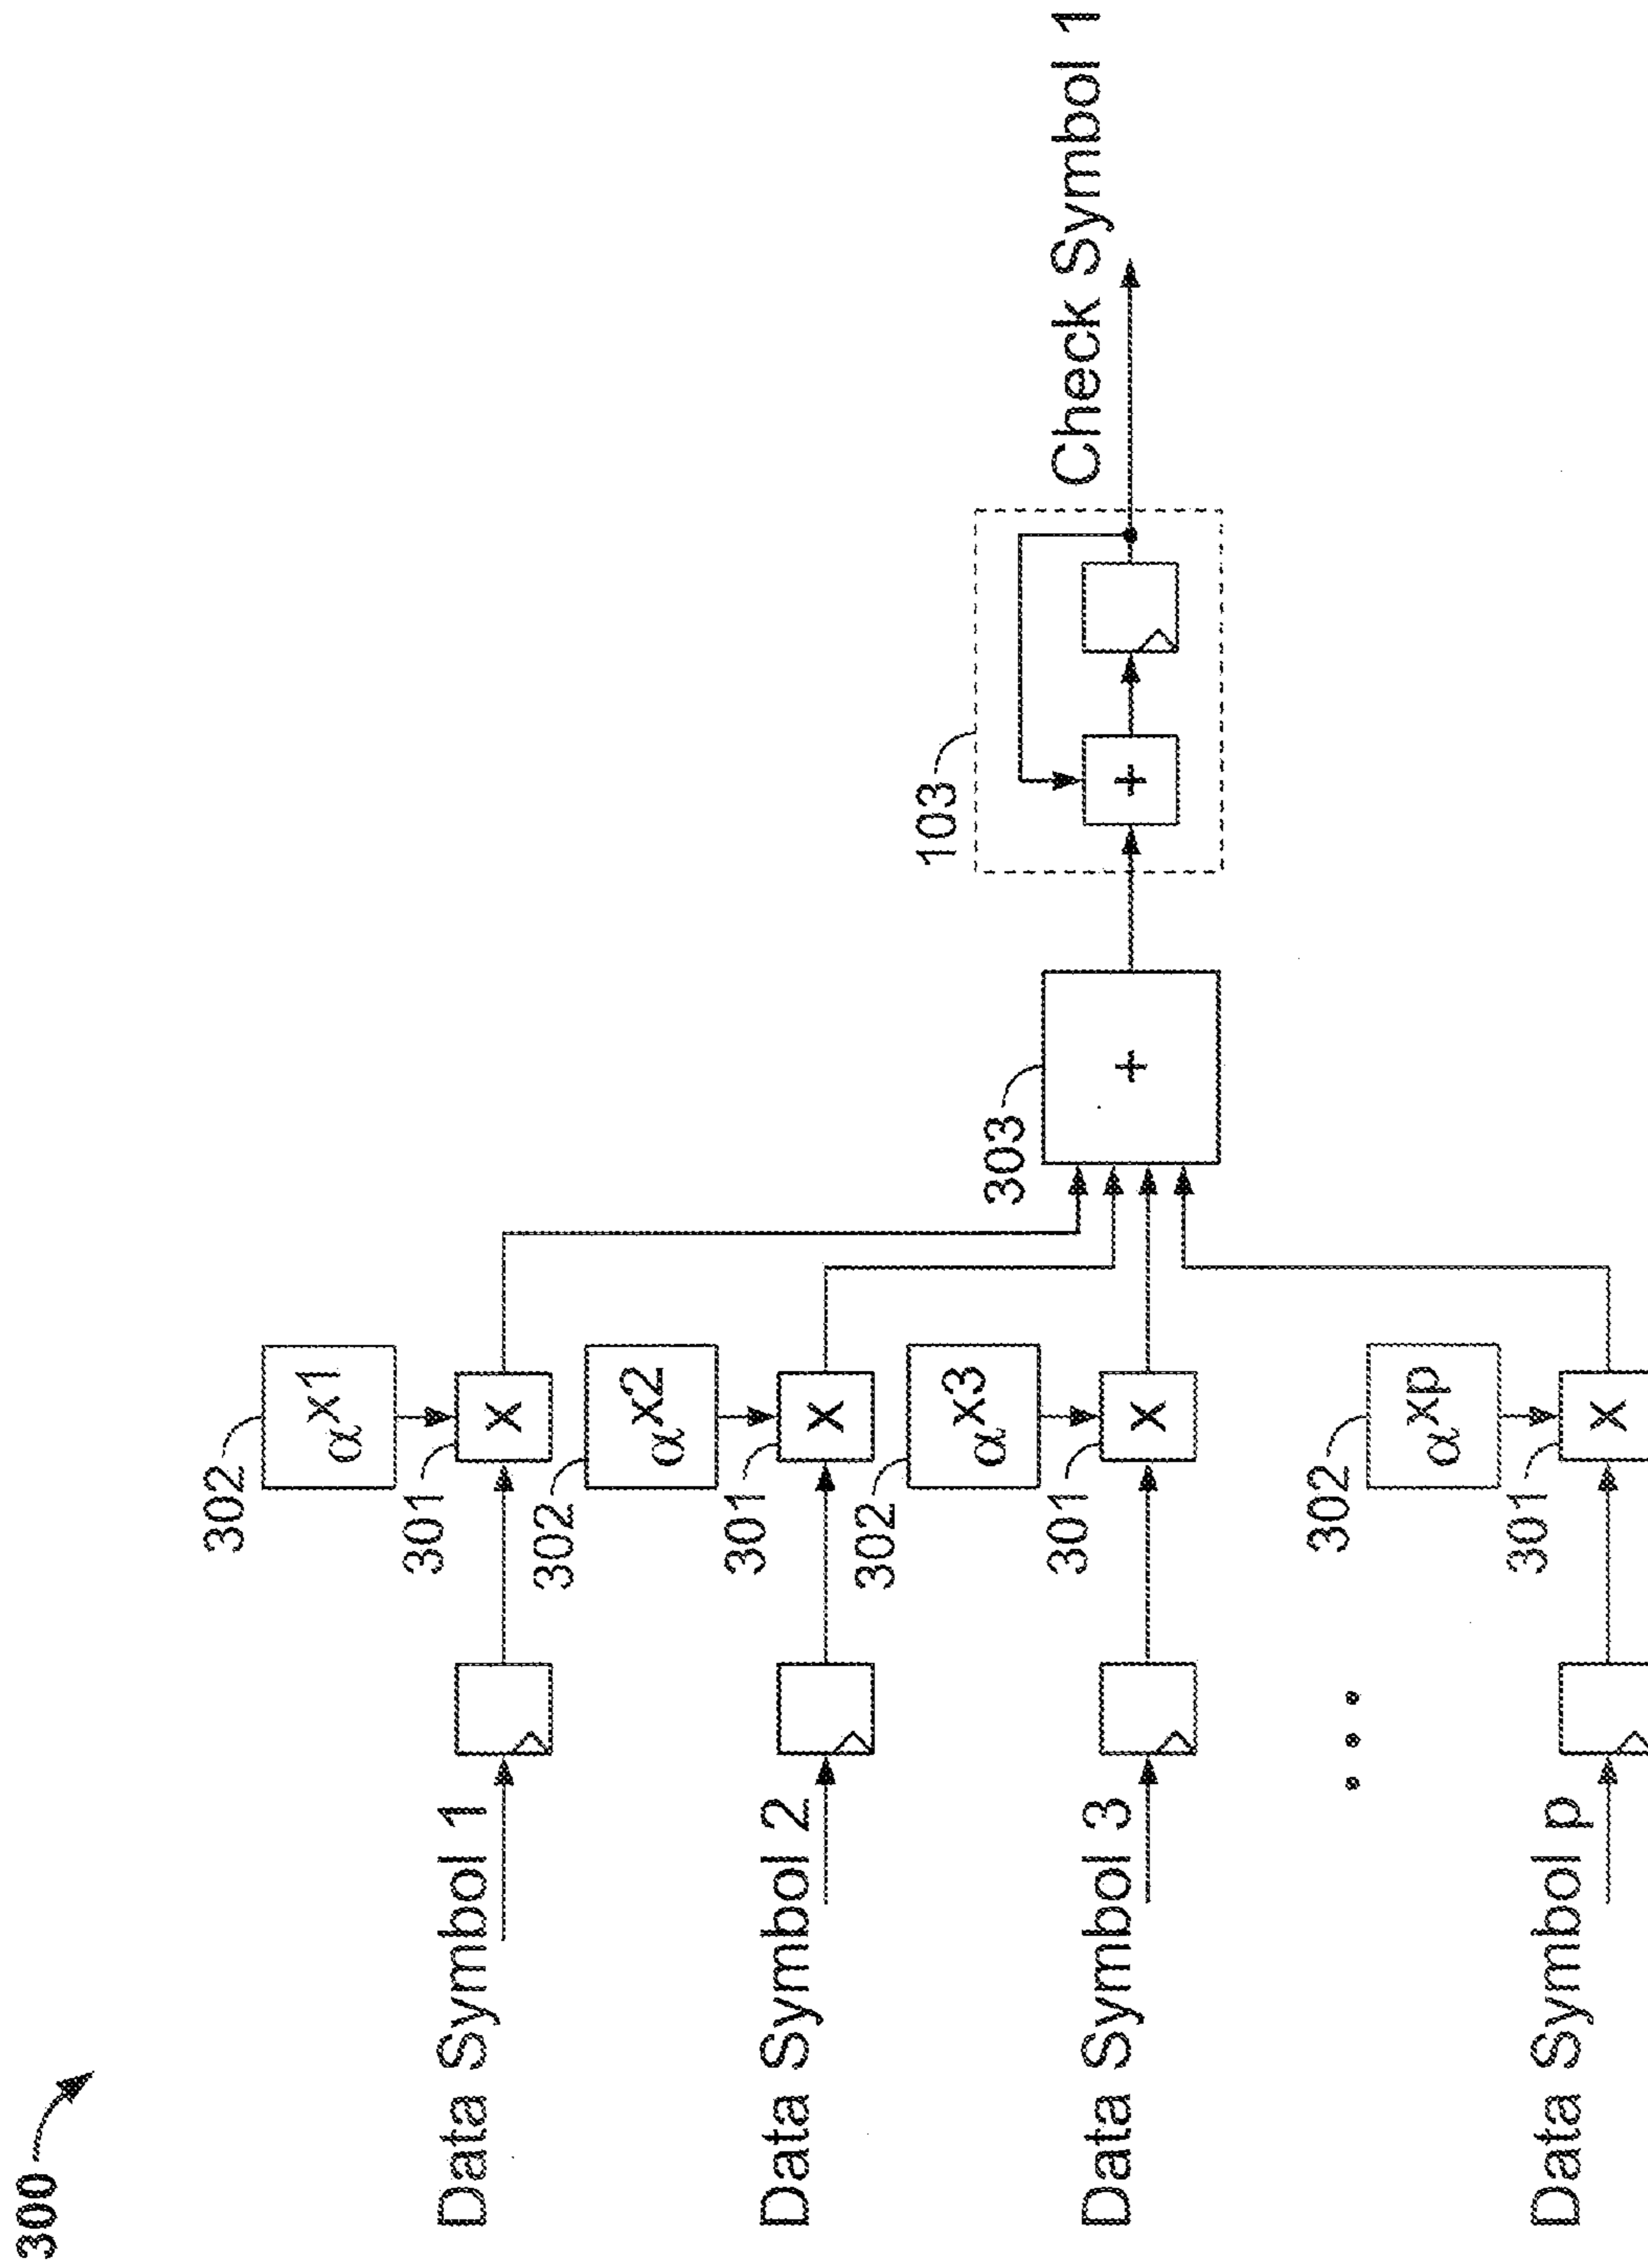 300
302
α^x1
301
X
Data Symbol 1
302
α^x2
301
X
Data Symbol 2
302
α^x3
301
X
Data Symbol 3
303
+
103
+
Check Symbol 1
302
α^xp
301
X
Data Symbol p